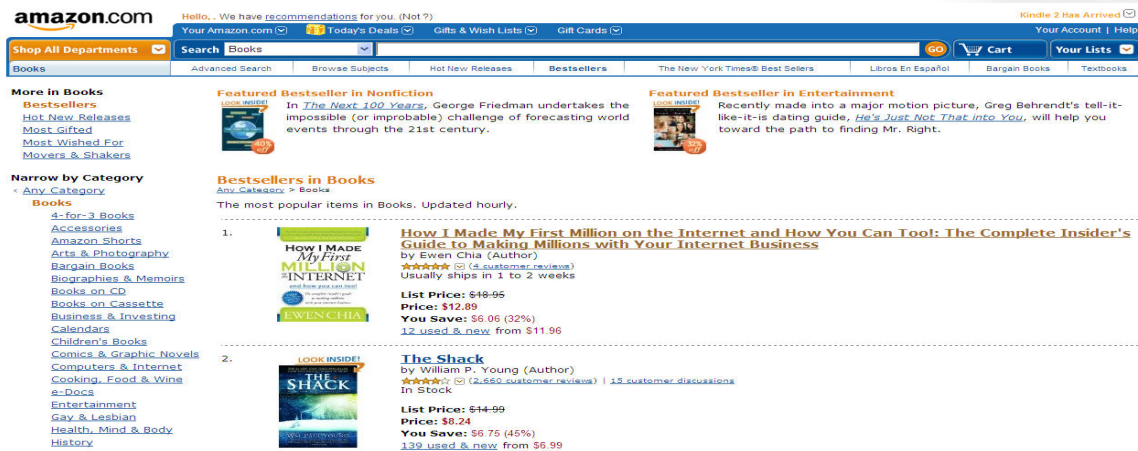 amazon.com
Hello, . We have recommendations for you. (Not ?)
Kindle 2 Has Arrived
Your Amazon.com Today's Deals Gifts & Wish Lists Gift Cards Your Account | Help
Shop All Departments Search Books GO Cart Your Lists
Books Advanced Search Browse Subjects Hot New Releases Bestsellers The New York Times® Best Sellers Libros En Español Bargain Books Textbooks
More in Books
Bestsellers
Hot New Releases
Most Gifted
Most Wished For
Movers & Shakers
Narrow by Category
‹ Any Category
Books
4-for-3 Books
Accessories
Amazon Shorts
Arts & Photography
Bargain Books
Biographies & Memoirs
Books on CD
Books on Cassette
Business & Investing
Calendars
Children's Books
Comics & Graphic Novels
Computers & Internet
Cooking, Food & Wine
e-Docs
Entertainment
Gay & Lesbian
Health, Mind & Body
History
Featured Bestseller in Nonfiction
LOOK INSIDE!
40% off
In The Next 100 Years, George Friedman undertakes the
impossible (or improbable) challenge of forecasting world
events through the 21st century.
Featured Bestseller in Entertainment
LOOK INSIDE!
32% off
Recently made into a major motion picture, Greg Behrendt's tell-it-
like-it-is dating guide, He's Just Not That into You, will help you
toward the path to finding Mr. Right.
Bestsellers in Books
Any Category > Books
The most popular items in Books. Updated hourly.
1.
HOW I MADE
My First
MILLION
ON THE INTERNET
and how you can too!
EWEN CHIA
How I Made My First Million on the Internet and How You Can Too!: The Complete Insider's
Guide to Making Millions with Your Internet Business
by Ewen Chia (Author)
(4 customer reviews)
Usually ships in 1 to 2 weeks
List Price: $18.95
Price: $12.89
You Save: $6.06 (32%)
12 used & new from $11.96
2.
LOOK INSIDE!
THE
SHACK
WM. PAUL YOUNG
The Shack
by William P. Young (Author)
(2,660 customer reviews) | 15 customer discussions
In Stock
List Price: $14.99
Price: $8.24
You Save: $6.75 (45%)
139 used & new from $6.99